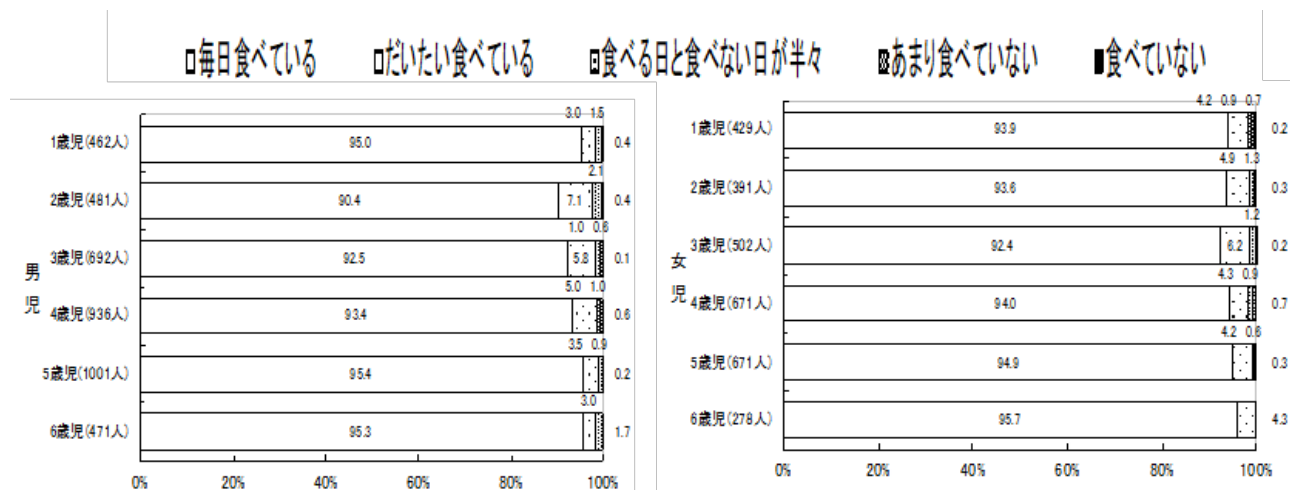 □毎日食べている □だいたい食べている 食べる日と食べない日が半々 あまり食べていない ■食べていない
男児
3.0 1.5
1歳児(462人) 95.0 0.4
2.1
2歳児(481人) 90.4 7.1 0.4
1.0 0.6
3歳児(692人) 92.5 5.8 0.1
5.0 1.0
4歳児(936人) 93.4 0.6
3.5 0.9
5歳児(1001人) 95.4 0.2
3.0
6歳児(471人) 95.3 1.7
0% 20% 40% 60% 80% 100%
女児
4.2 0.9 0.7
1歳児(429人) 93.9 0.2
4.9 1.3
2歳児(391人) 93.6 0.3
1.2
3歳児(502人) 92.4 6.2 0.2
4.3 0.9
4歳児(671人) 94.0 0.7
4.2 0.6
5歳児(671人) 94.9 0.3
6歳児(278人) 95.7 4.3
0% 20% 40% 60% 80% 100%